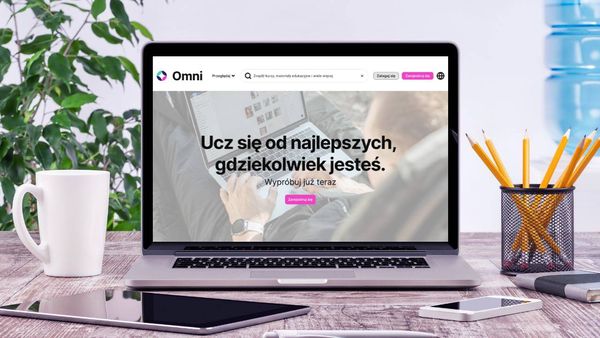 Omni
Przeglądaj
Znajdź kursy, materiały edukacyjne i wiele więcej
Zaloguj się
Zarejestruj się
Ucz się od najlepszych,
gdziekolwiek jesteś.
Wypróbuj już teraz
Zarejestruj się